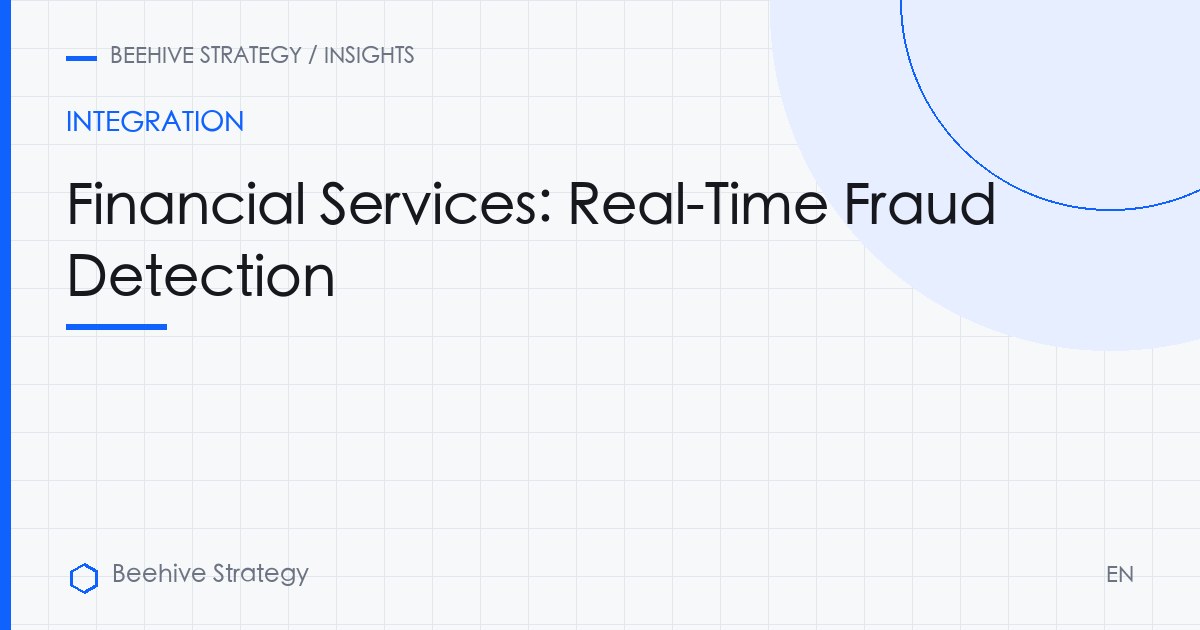 BEEHIVE STRATEGY / INSIGHTS
INTEGRATION
Financial Services: Real-Time Fraud
Detection
Beehive Strategy
EN